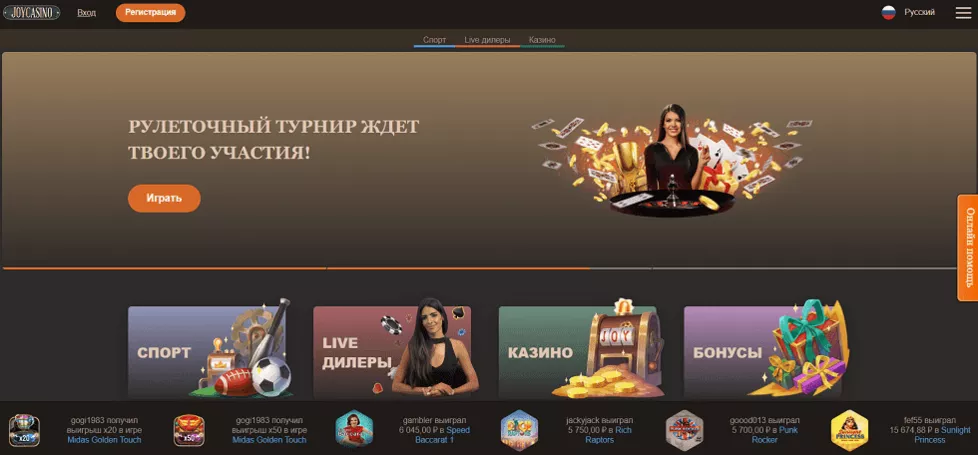 JOYCASINO
Вход
Регистрация
Русский
Спорт
Live дилеры
Казино
РУЛЕТОЧНЫЙ ТУРНИР ЖДЕТ
ТВОЕГО УЧАСТИЯ!
Играть
Онлайн помощь
СПОРТ
LIVE
ДИЛЕРЫ
JOY
КАЗИНО
БОНУСЫ
x20
gogi1983 получил
выигрыш x20 в игре
Midas Golden Touch
x50
gogi1983 получил
выигрыш x50 в игре
Midas Golden Touch
gambler выиграл
6 045,00 ₽ в Speed
Baccarat 1
jackyjack выиграл
5 750,00 ₽ в Rich
Raptors
goood013 выиграл
5 700,00 ₽ в Punk
Rocker
fef55 выиграл
15 674,88 ₽ в Sunlight
Princess